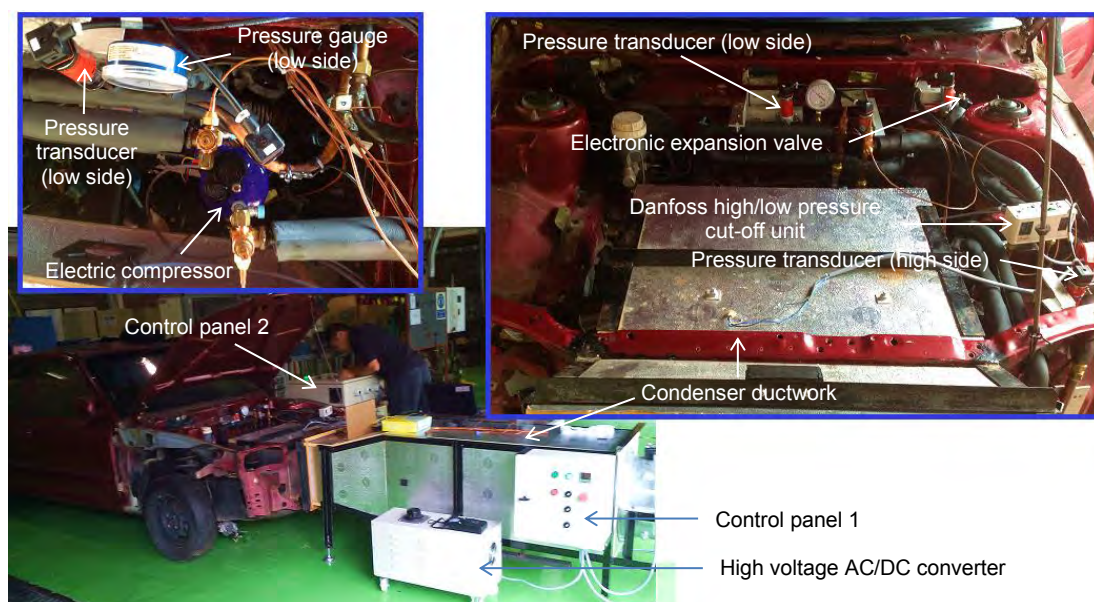 Pressure gauge
(low side)
Pressure
transducer
(low side)
Electric compressor
Pressure transducer (low side)
Electronic expansion valve
Danfoss high/low pressure
cut-off unit
Pressure transducer (high side)
Control panel 2
Condenser ductwork
Control panel 1
High voltage AC/DC converter